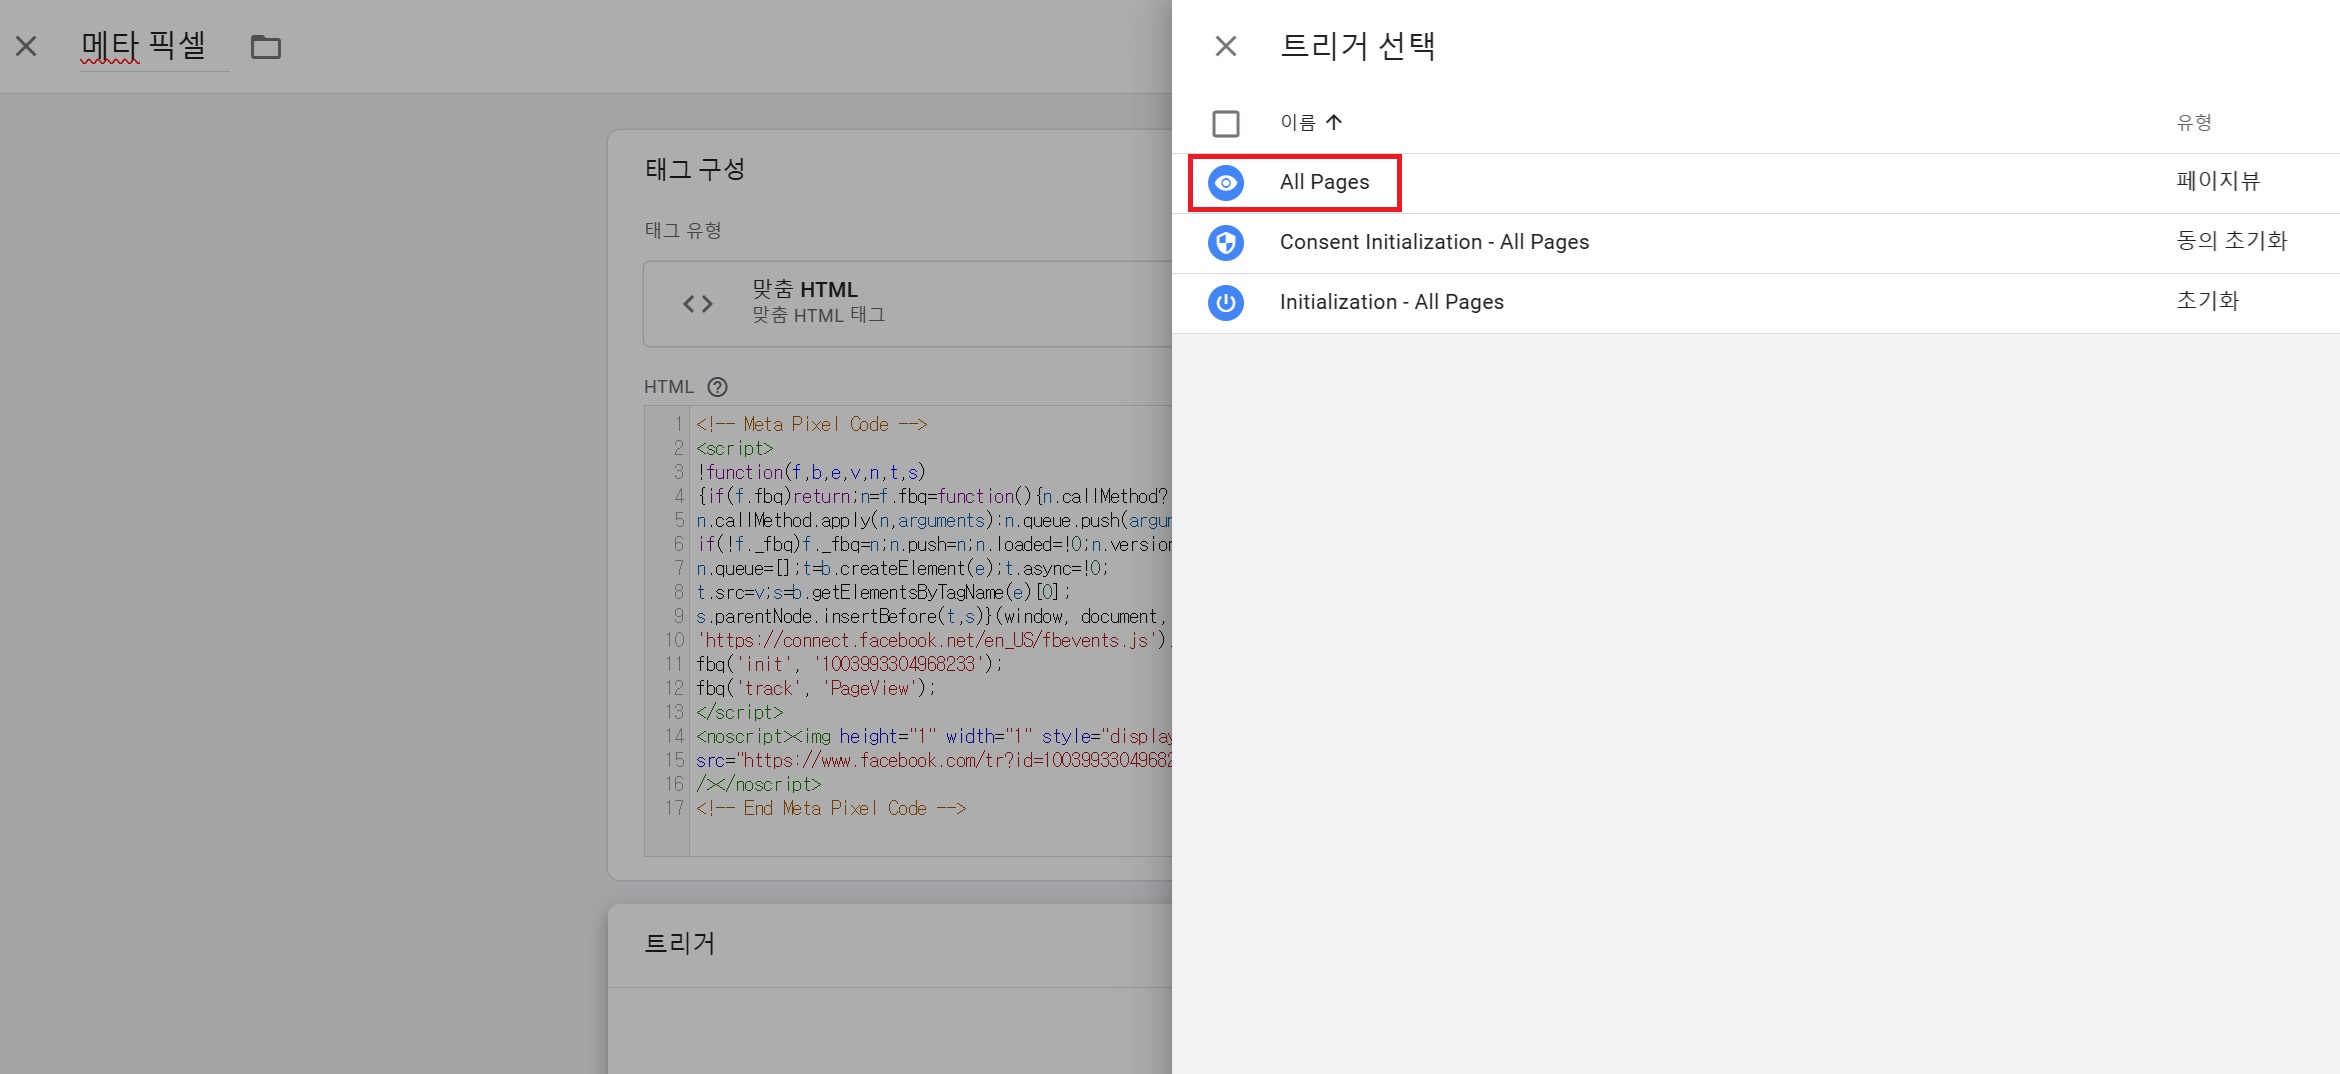 메타 픽셀
태그 구성
태그 유형
맞춤 HTML
맞춤 HTML 태그
HTML
1 <!-- Meta Pixel Code -->
2 <script>
3 !function(f,b,e,v,n,t,s)
4 {if(f.fbq)return;n=f.fbq=function(){n.callMethod?
5 n.callMethod.apply(n,arguments):n.queue.push(argum
6 if(!f._fbq)f._fbq=n;n.push=n;n.loaded=!0;n.version
7 n.queue=[];t=b.createElement(e);t.async=!0;
8 t.src=v;s=b.getElementsByTagName(e)[0];
9 s.parentNode.insertBefore(t,s)}(window, document,
10 'https://connect.facebook.net/en_US/fbevents.js')
11 fbq('init', '1003993304968233');
12 fbq('track', 'PageView');
13 </script>
14 <noscript><img height="1" width="1" style="display
15 src="https://www.facebook.com/tr?id=10039933049682
16 /></noscript>
17 <!-- End Meta Pixel Code -->
트리거
트리거 선택
이름 유형
All Pages 페이지뷰
Consent Initialization - All Pages 동의 초기화
Initialization - All Pages 초기화